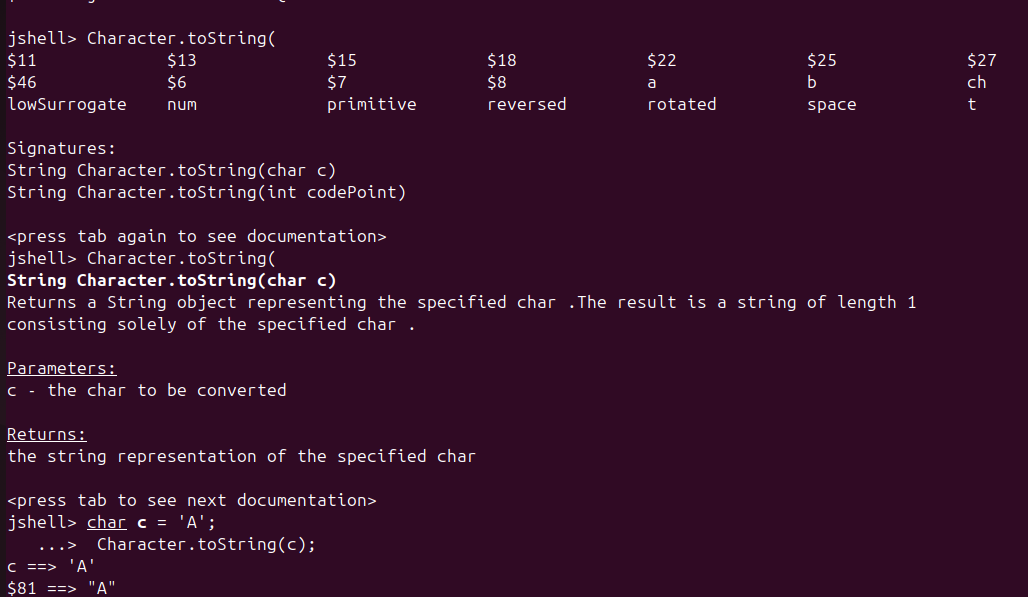 jshell> Character.toString(
$11 $13 $15 $18 $22 $25 $27
$46 $6 $7 $8 a b ch
lowSurrogate num primitive reversed rotated space t
Signatures:
String Character.toString(char c)
String Character.toString(int codePoint)
<press tab again to see documentation>
jshell> Character.toString(
String Character.toString(char c)
Returns a String object representing the specified char .The result is a string of length 1
consisting solely of the specified char .
Parameters:
c - the char to be converted
Returns:
the string representation of the specified char
<press tab to see next documentation>
jshell> char c = 'A';
...> Character.toString(c);
c ==> 'A'
$81 ==> "A"